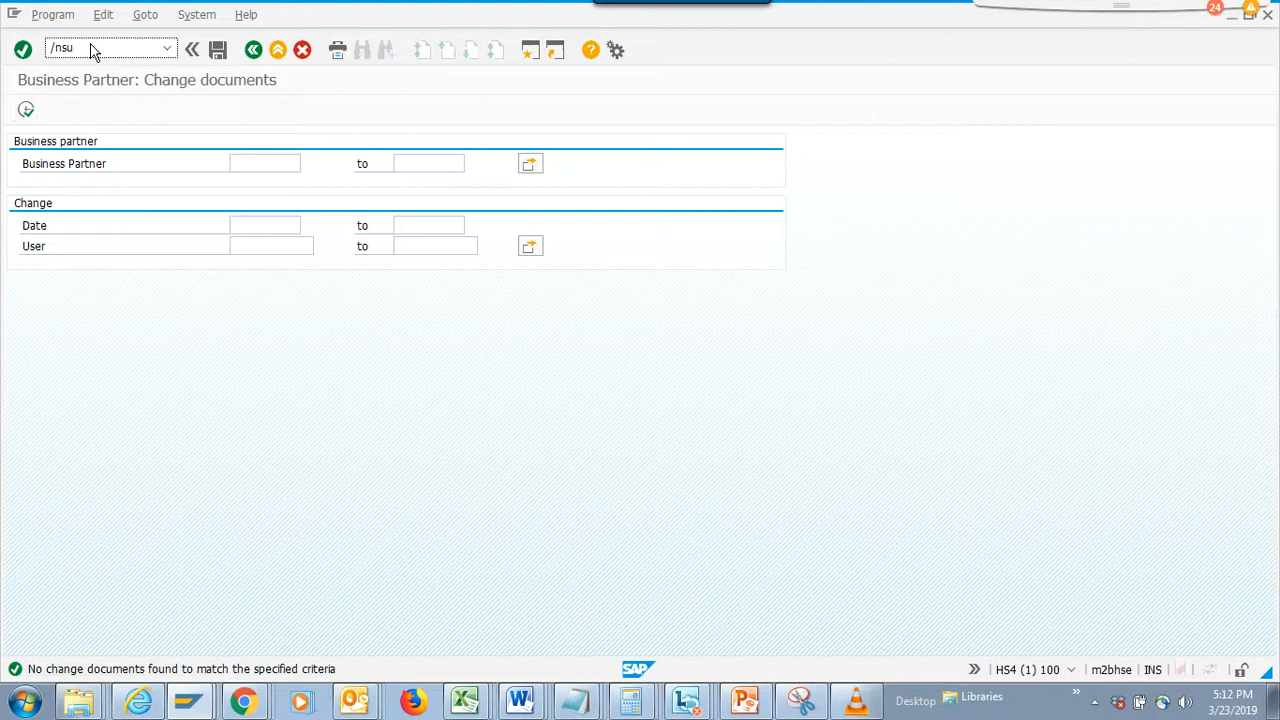 24
Program Edit Goto System Help
/nsu
Business Partner: Change documents
Business partner
Business Partner to
Change
Date to
User to
No change documents found to match the specified criteria
SAP
HS4 (1) 100 m2bhse INS
Desktop Libraries
5:12 PM
3/23/2019